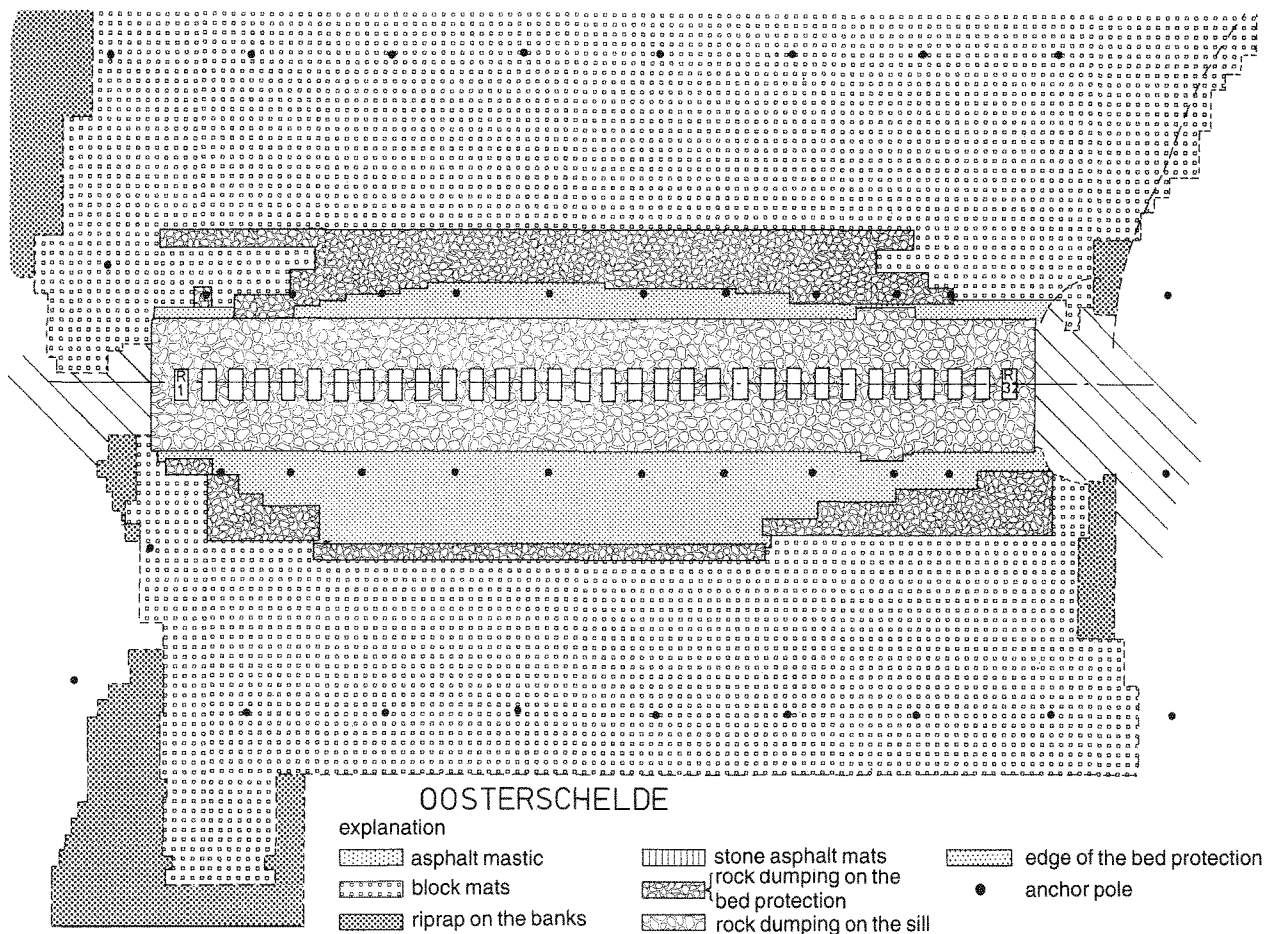 R
1
R
32
OOSTERSCHELDE
explanation
asphalt mastic
block mats
riprap on the banks
stone asphalt mats
rock dumping on the
bed protection
rock dumping on the sill
edge of the bed protection
anchor pole